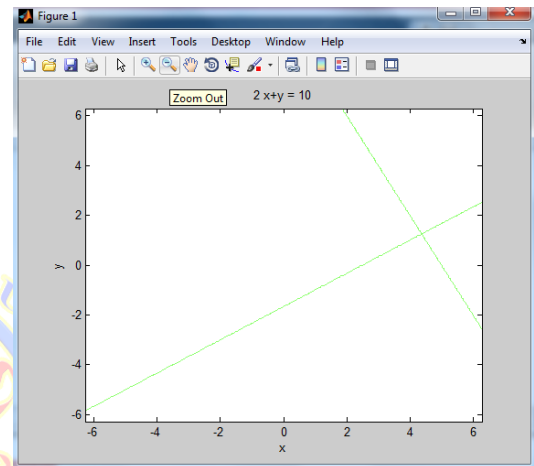 Figure 1
File Edit View Insert Tools Desktop Window Help
Zoom Out
2 x+y = 10
6
4
2
0
-2
-4
-6
y
-6 -4 -2 0 2 4 6
x